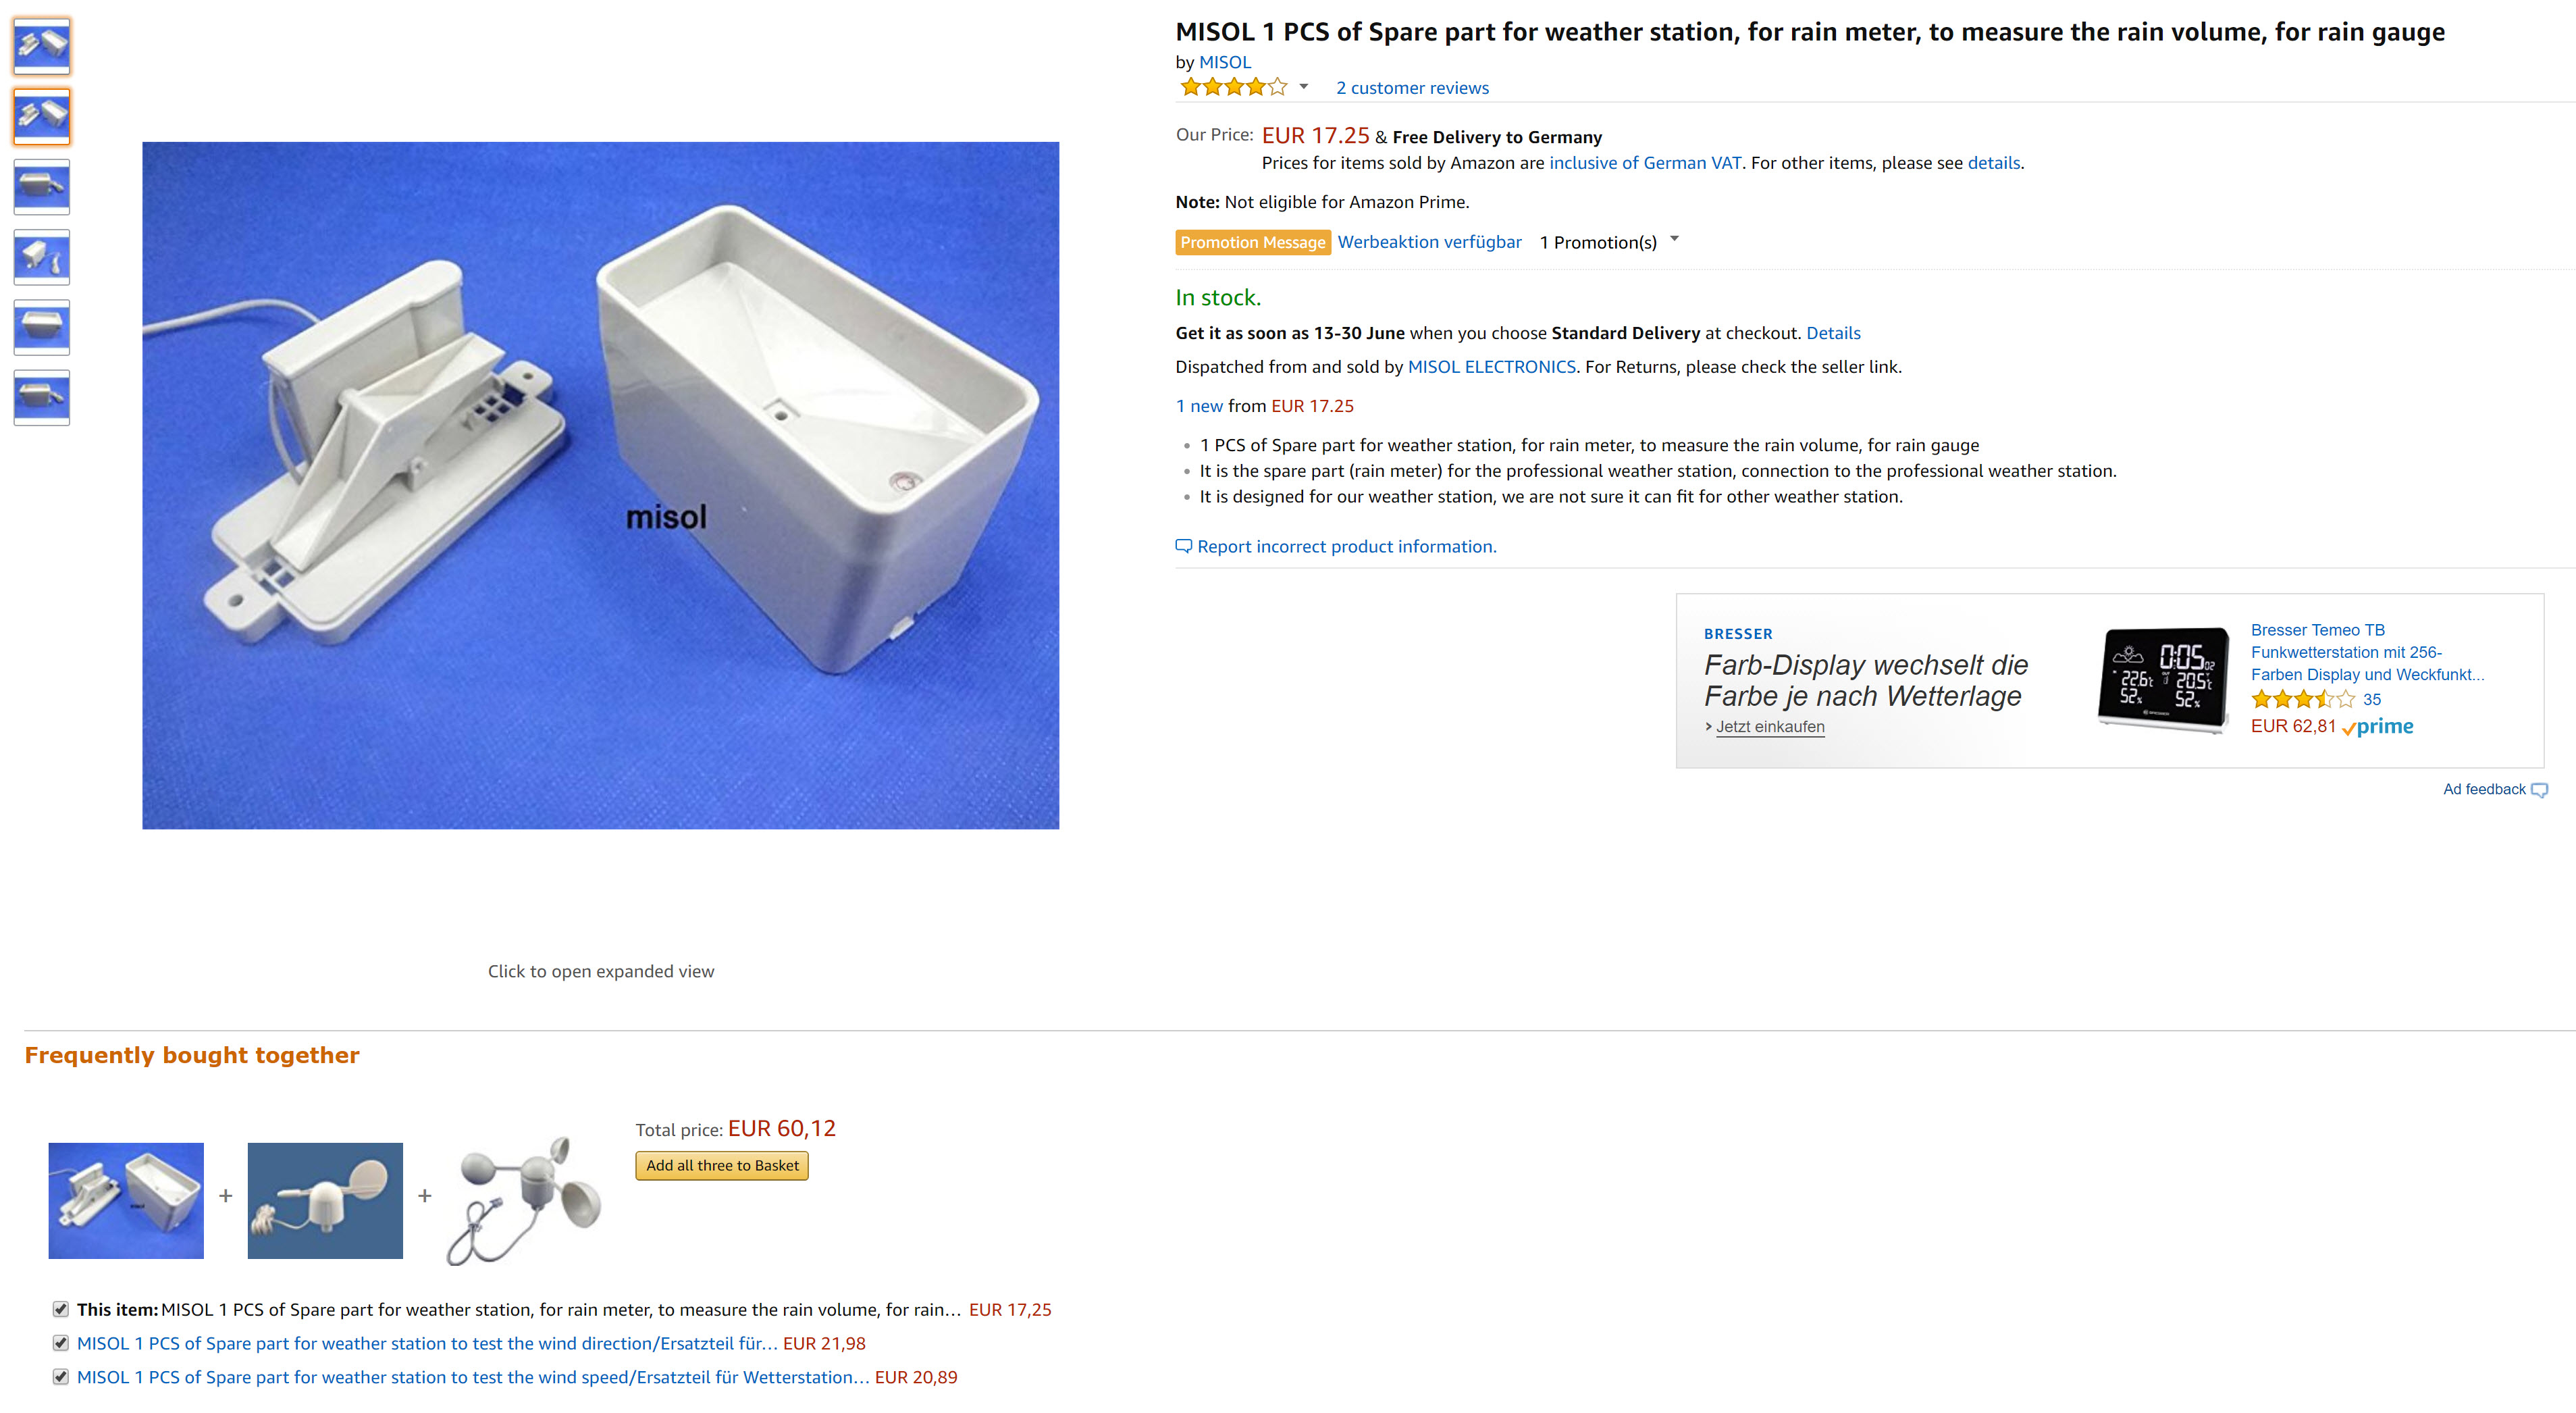 MISOL 1 PCS of Spare part for weather station, for rain meter, to measure the rain volume, for rain gauge
by MISOL
2 customer reviews
Our Price: EUR 17.25 & Free Delivery to Germany
Prices for items sold by Amazon are inclusive of German VAT. For other items, please see details.
Note: Not eligible for Amazon Prime.
Promotion Message Werbeaktion verfügbar 1 Promotion(s)
In stock.
Get it as soon as 13-30 June when you choose Standard Delivery at checkout. Details
Dispatched from and sold by MISOL ELECTRONICS. For Returns, please check the seller link.
1 new from EUR 17.25
1 PCS of Spare part for weather station, for rain meter, to measure the rain volume, for rain gauge
It is the spare part (rain meter) for the professional weather station, connection to the professional weather station.
It is designed for our weather station, we are not sure it can fit for other weather station.
Report incorrect product information.
misol
BRESSER
Farb-Display wechselt die
Farbe je nach Wetterlage
› Jetzt einkaufen
0:05 02
22.6 20.5
52% 52%
Bresser Temeo TB
Funkwetterstation mit 256-
Farben Display und Weckfunkt...
35
EUR 62,81 prime
Ad feedback
Click to open expanded view
Frequently bought together
Total price: EUR 60,12
Add all three to Basket
+ +
This item: MISOL 1 PCS of Spare part for weather station, for rain meter, to measure the rain volume, for rain… EUR 17,25
MISOL 1 PCS of Spare part for weather station to test the wind direction/Ersatzteil für… EUR 21,98
MISOL 1 PCS of Spare part for weather station to test the wind speed/Ersatzteil für Wetterstation… EUR 20,89